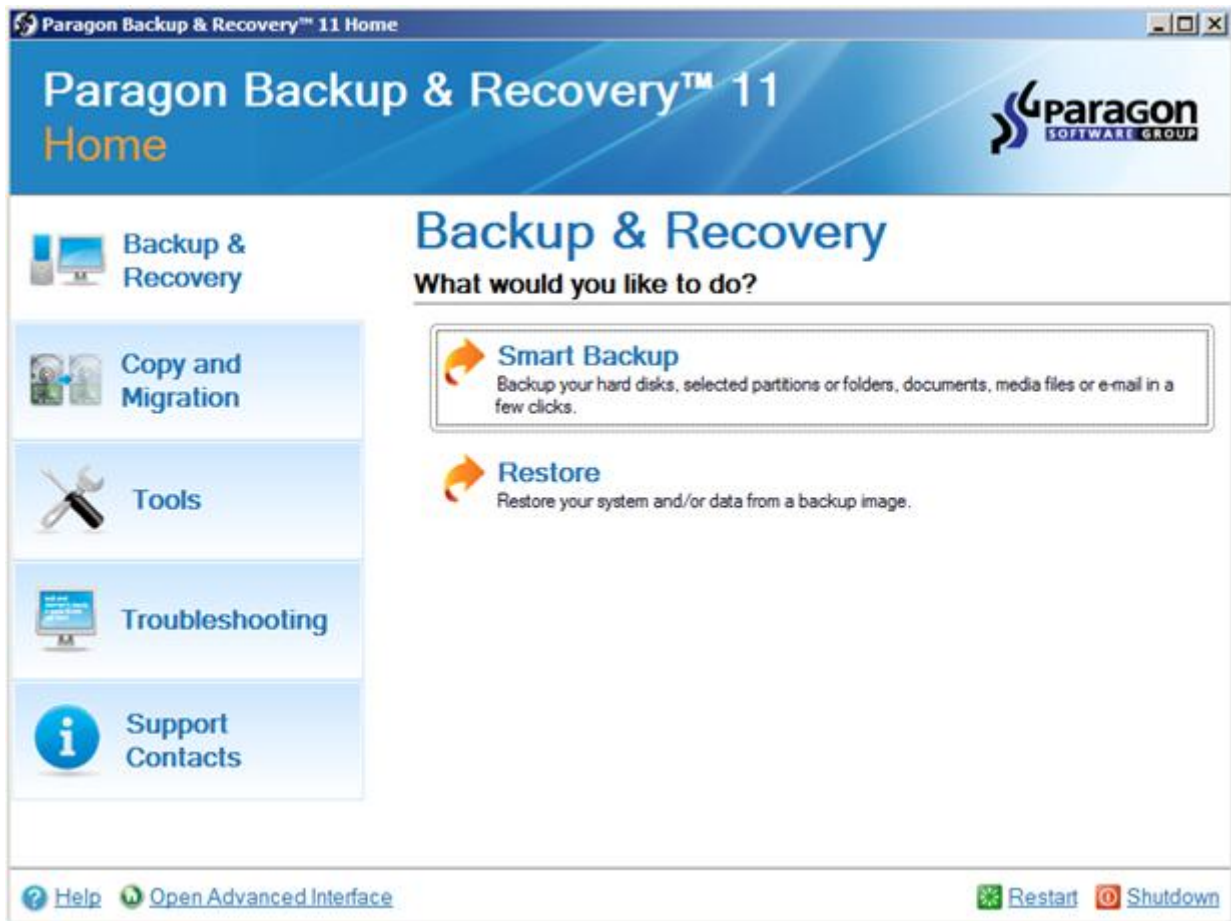 Paragon Backup & Recovery™ 11 Home
Paragon Backup & Recovery™ 11
Home
Paragon
SOFTWARE GROUP
Backup &
Recovery
Copy and
Migration
Tools
Troubleshooting
Support
Contacts
Backup & Recovery
What would you like to do?
Smart Backup
Backup your hard disks, selected partitions or folders, documents, media files or e-mail in a
few clicks.
Restore
Restore your system and/or data from a backup image.
Help
Open Advanced Interface
Restart
Shutdown